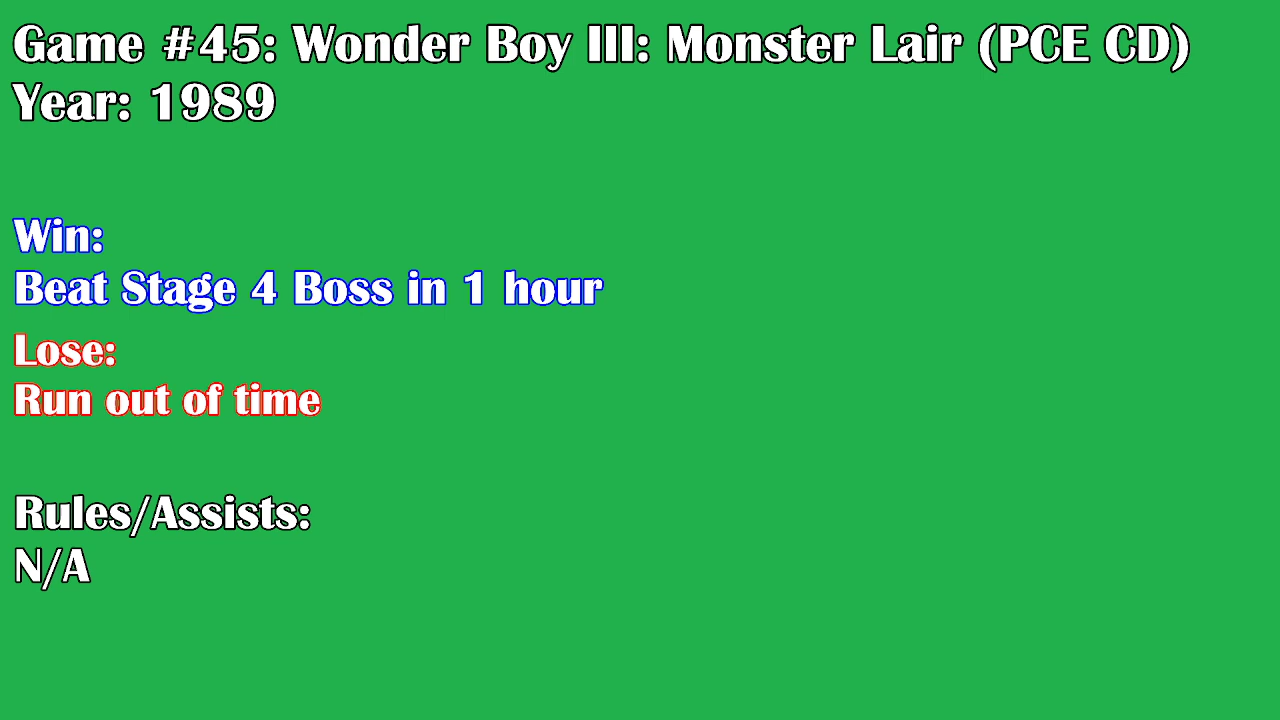 Game #45: Wonder Boy III: Monster Lair (PCE CD)
Year: 1989
Win:
Beat Stage 4 Boss in 1 hour
Lose:
Run out of time
Rules/Assists:
N/A